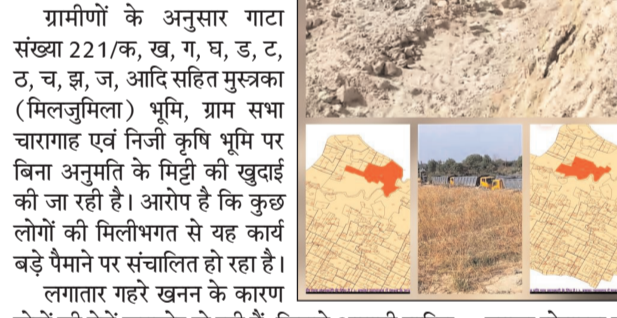 ग्रामीणों के अनुसार गाटा
संख्या 221/क, ख, ग, घ, ड, ट,
ठ, च, झ, ज, आदि सहित मुस्त्रका
(मिलजुमिला) भूमि, ग्राम सभा
चारागाह एवं निजी कृषि भूमि पर
बिना अनुमति के मिट्टी की खुदाई
की जा रही है। आरोप है कि कुछ
लोगों की मिलीभगत से यह कार्य
बड़े पैमाने पर संचालित हो रहा है।
लगातार गहरे खनन के कारण